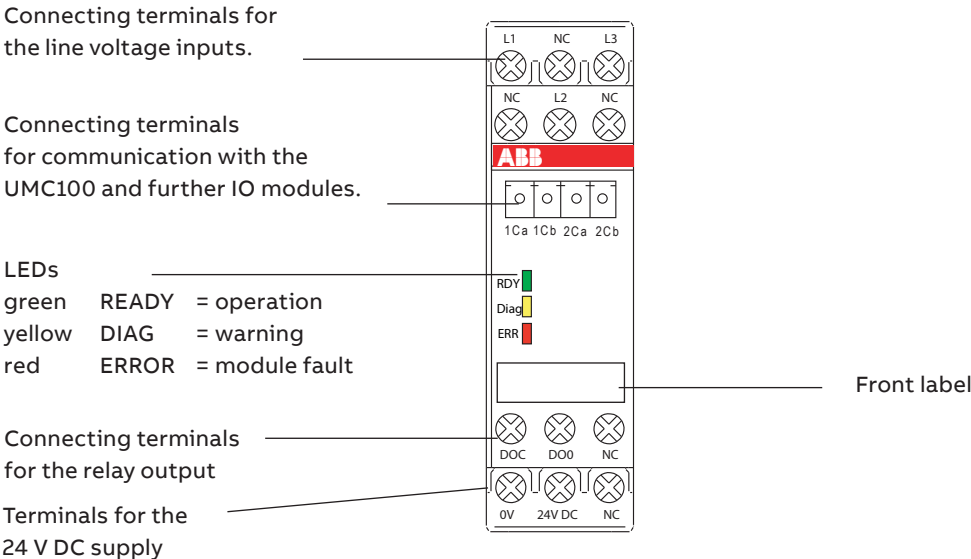 Connecting terminals for
the line voltage inputs.
L1 NC L3
NC L2 NC
Connecting terminals
for communication with the
UMC100 and further IO modules.
ABB
1Ca 1Cb 2Ca 2Cb
LEDs
green READY = operation
yellow DIAG = warning
red ERROR = module fault
RDY
Diag
ERR
Front label
Connecting terminals
for the relay output
DOC DO0 NC
Terminals for the
24 V DC supply
0V 24V DC NC